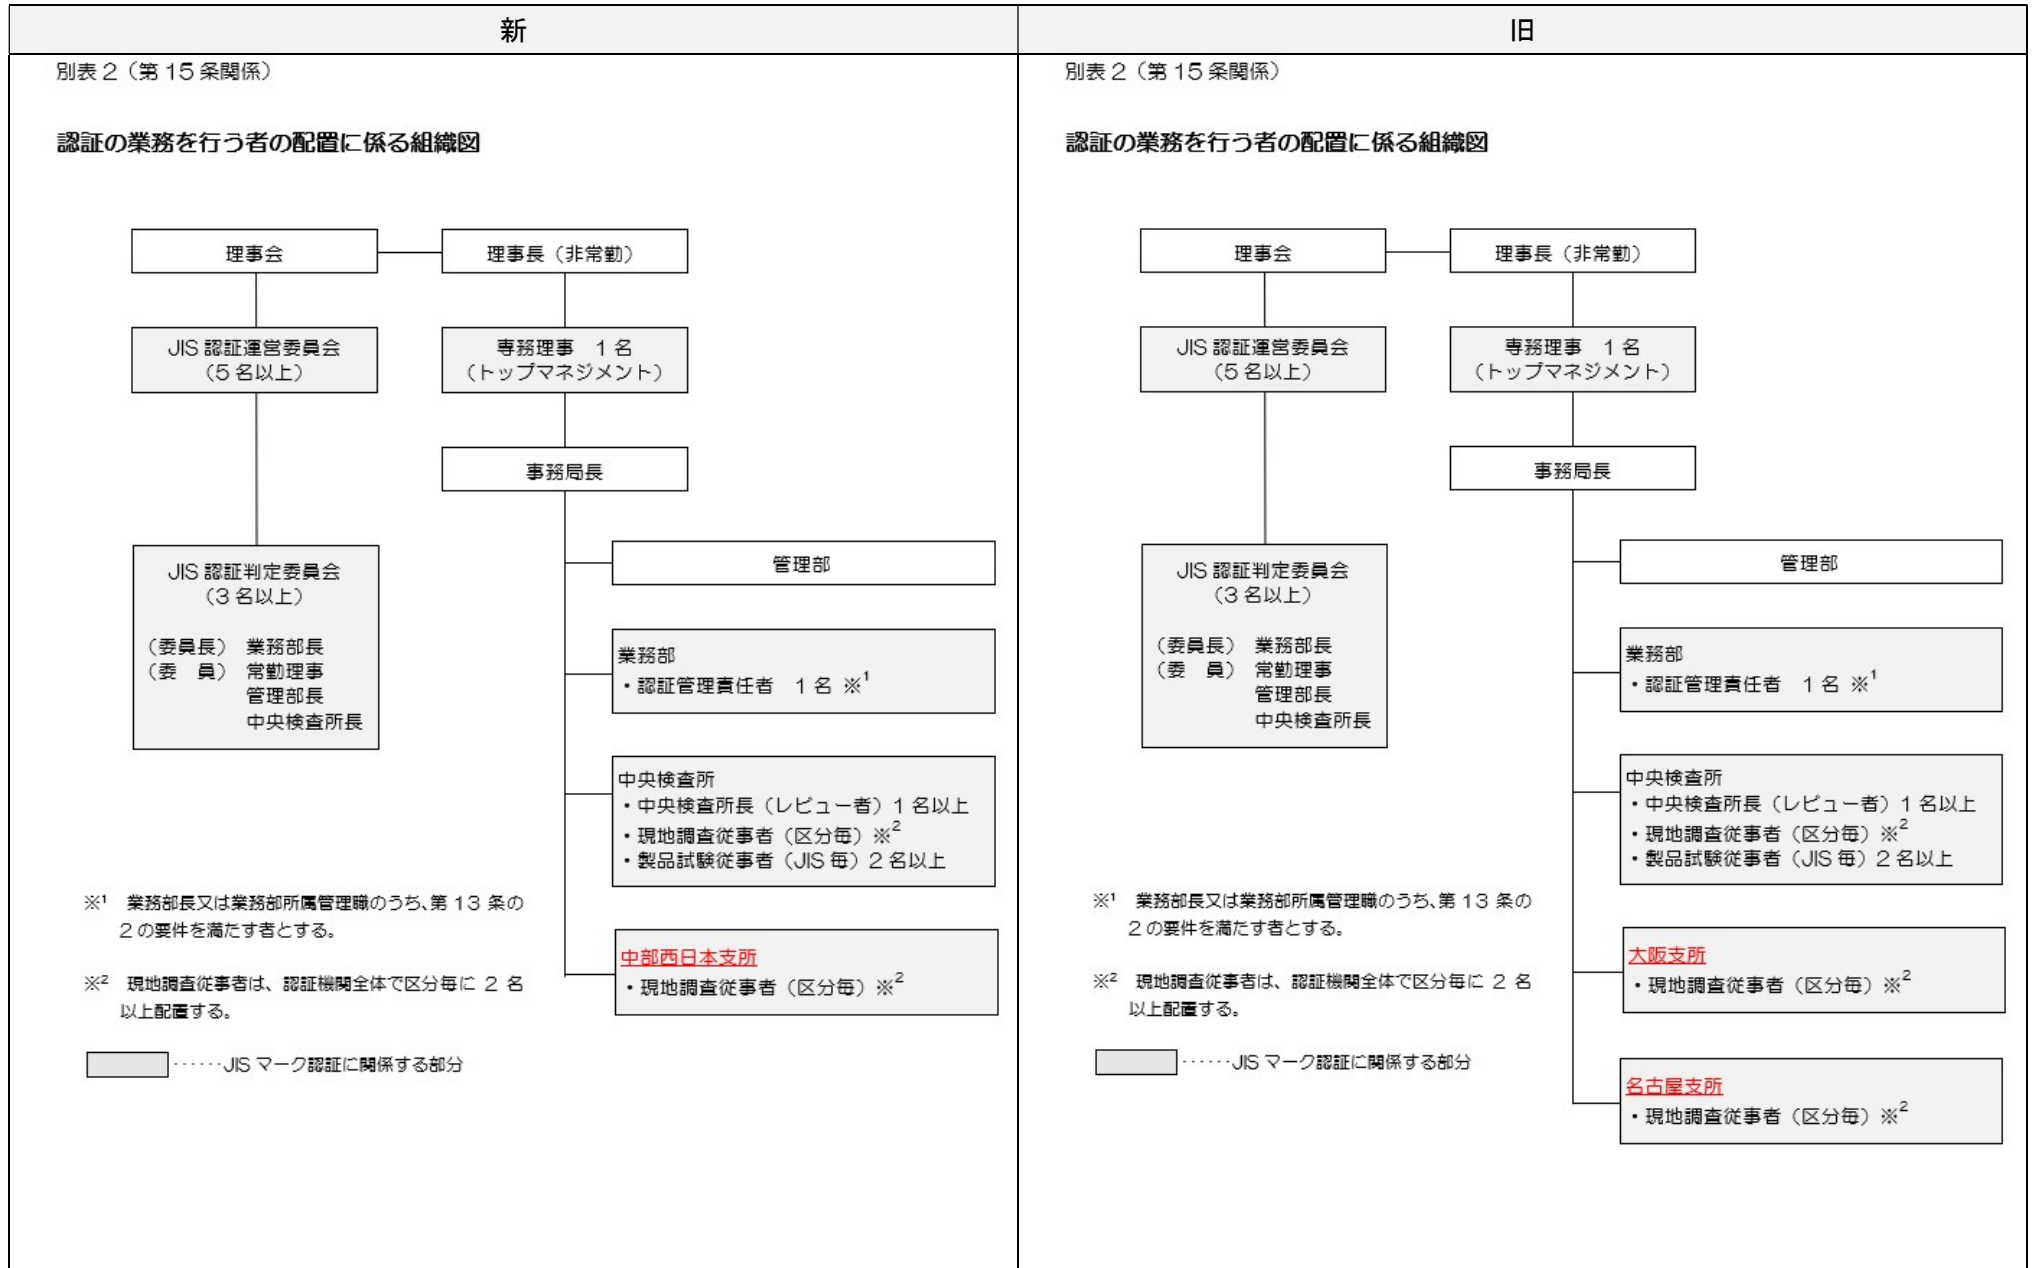 新
別表2（第15条関係）
認証の業務を行う者の配置に係る組織図
理事会
理事長（非常勤）
JIS認証運営委員会
（5名以上）
専務理事　1名
（トップマネジメント）
事務局長
JIS認証判定委員会
（3名以上）
（委員長）　業務部長
（委　員）　常勤理事
管理部長
中央検査所長
管理部
業務部
・認証管理責任者　1名 ※1
中央検査所
・中央検査所長（レビュー者）1名以上
・現地調査従事者（区分毎）※2
・製品試験従事者（JIS毎）2名以上
中部西日本支所
・現地調査従事者（区分毎）※2
※1　業務部長又は業務部所属管理職のうち、第13条の
2の要件を満たす者とする。
※2　現地調査従事者は、認証機関全体で区分毎に2名
以上配置する。
‥‥‥JISマーク認証に関係する部分
旧
別表2（第15条関係）
認証の業務を行う者の配置に係る組織図
理事会
理事長（非常勤）
JIS認証運営委員会
（5名以上）
専務理事　1名
（トップマネジメント）
事務局長
JIS認証判定委員会
（3名以上）
（委員長）　業務部長
（委　員）　常勤理事
管理部長
中央検査所長
管理部
業務部
・認証管理責任者　1名 ※1
中央検査所
・中央検査所長（レビュー者）1名以上
・現地調査従事者（区分毎）※2
・製品試験従事者（JIS毎）2名以上
大阪支所
・現地調査従事者（区分毎）※2
名古屋支所
・現地調査従事者（区分毎）※2
※1　業務部長又は業務部所属管理職のうち、第13条の
2の要件を満たす者とする。
※2　現地調査従事者は、認証機関全体で区分毎に2名
以上配置する。
‥‥‥JISマーク認証に関係する部分